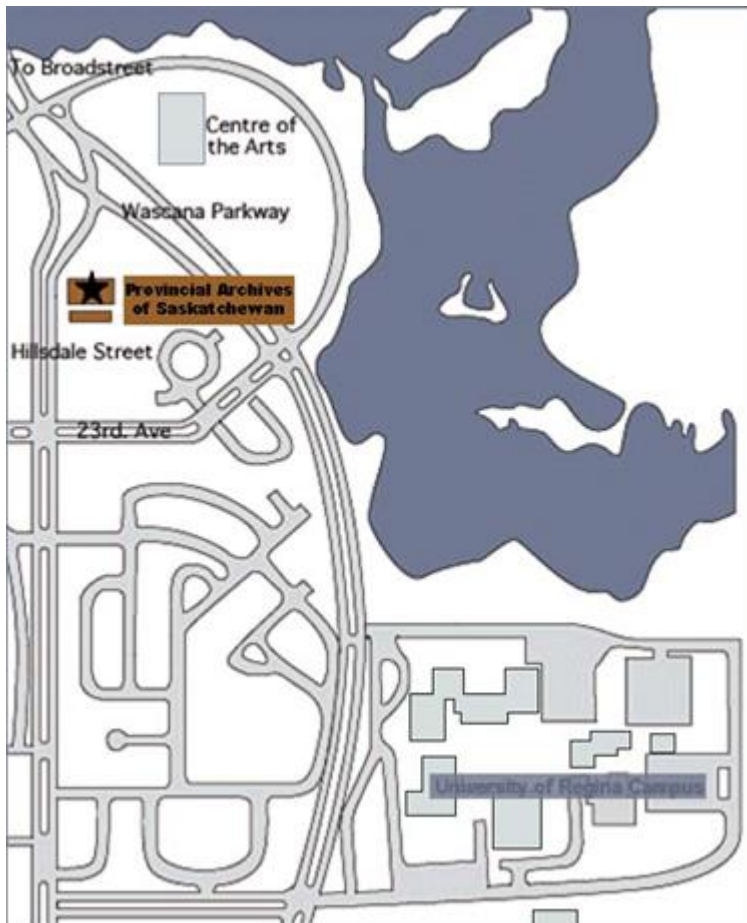 To Broadstreet
Centre of
the Arts
Wascana Parkway
Provincial Archives
of Saskatchewan
Hillsdale Street
23rd. Ave
University of Regina Campus